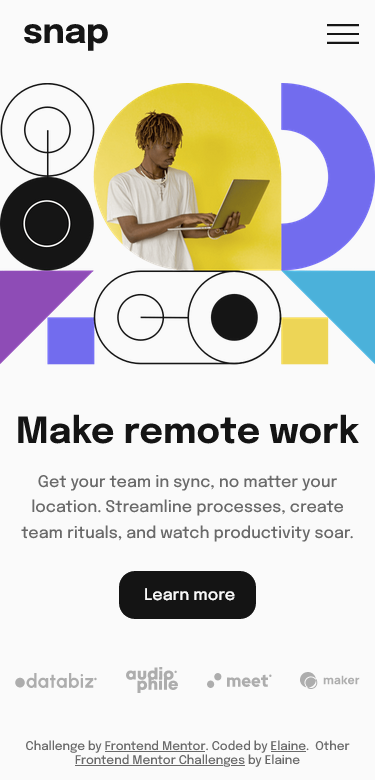 snap
Make remote work
Get your team in sync, no matter your
location. Streamline processes, create
team rituals, and watch productivity soar.
Learn more
databiz
audio
phile
meet
maker
Challenge by Frontend Mentor. Coded by Elaine. Other
Frontend Mentor Challenges by Elaine